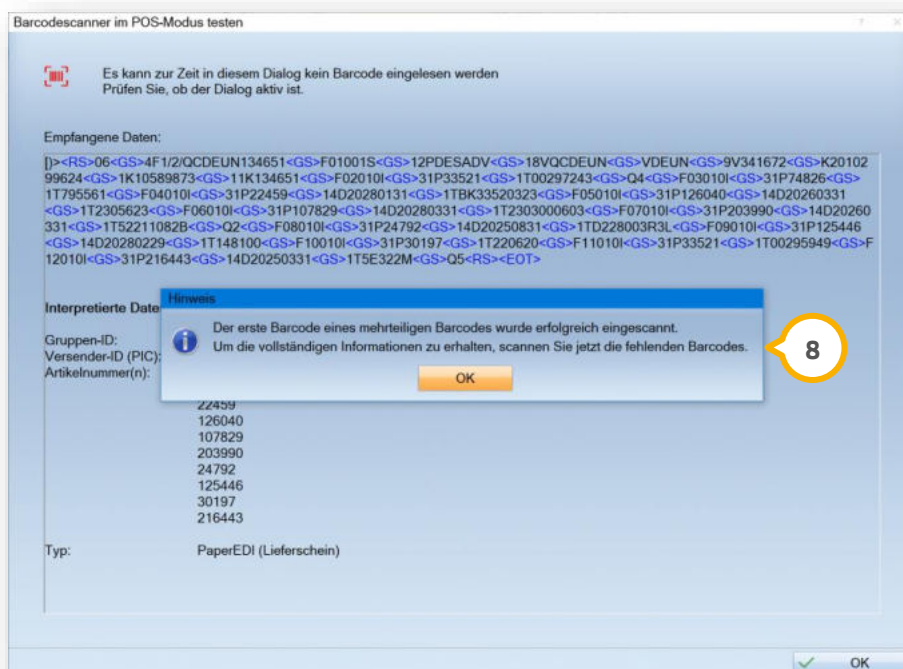 Barcodescanner im POS-Modus testen
Es kann zur Zeit in diesem Dialog kein Barcode eingelesen werden
Prüfen Sie, ob der Dialog aktiv ist.
Empfangene Daten:
[)><RS>06<GS>4F1/2/QCDEUN134651<GS>F01001S<GS>12PDESADV<GS>18VQCDEUN<GS>VDEUN<GS>9V341672<GS>K20102
99624<GS>1K10589873<GS>11K134651<GS>F02010I<GS>31P33521<GS>1T00297243<GS>Q4<GS>F03010I<GS>31P74826<GS>
1T795561<GS>F04010I<GS>31P22459<GS>14D20280131<GS>1TBK33520323<GS>F05010I<GS>31P126040<GS>14D20260331
<GS>1T2305623<GS>F06010I<GS>31P107829<GS>14D20280331<GS>1T2303000603<GS>F07010I<GS>31P203990<GS>14D20260
331<GS>1T52211082B<GS>Q2<GS>F08010I<GS>31P24792<GS>14D20250831<GS>1TD228003R3L<GS>F09010I<GS>31P125446
<GS>14D20280229<GS>1T148100<GS>F10010I<GS>31P30197<GS>1T220620<GS>F11010I<GS>31P33521<GS>1T00295949<GS>F
12010I<GS>31P216443<GS>14D20250331<GS>1T5E322M<GS>Q5<RS><EOT>
Interpretierte Date
Hinweis
Gruppen-ID:
Versender-ID (PIC):
Artikelnummer(n):
Der erste Barcode eines mehrteiligen Barcodes wurde erfolgreich eingescannt.
Um die vollständigen Informationen zu erhalten, scannen Sie jetzt die fehlenden Barcodes.
8
OK
22459
126040
107829
203990
24792
125446
30197
216443
Typ: PaperEDI (Lieferschein)
OK